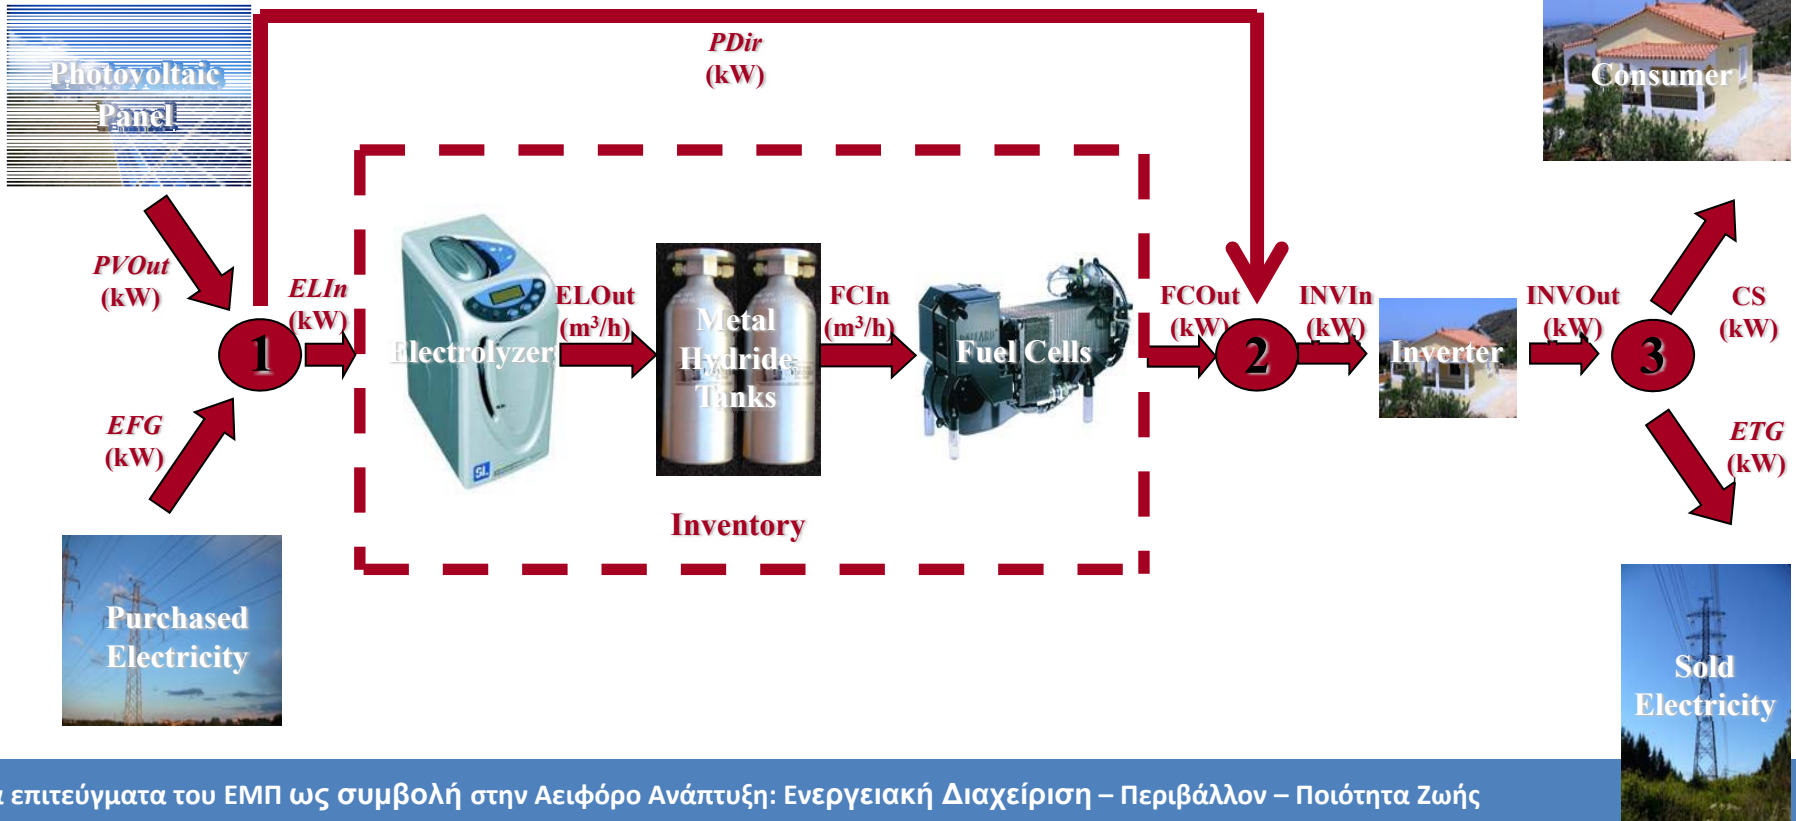 Photovoltaic
Panel
PDir
(kW)
Consumer
PVOut
(kW)
ELIn
(kW)
ELOut
(m³/h)
FCIn
(m³/h)
FCOut
(kW)
INVIn
(kW)
INVOut
(kW)
CS
(kW)
1
Electrolyzer
Metal
Hydride
Tanks
Fuel Cells
2
Inverter
3
EFG
(kW)
ETG
(kW)
Inventory
Purchased
Electricity
Sold
Electricity
επιτεύγματα του ΕΜΠ ως συμβολή στην Αειφόρο Ανάπτυξη: Ενεργειακή Διαχείριση – Περιβάλλον – Ποιότητα Ζωής